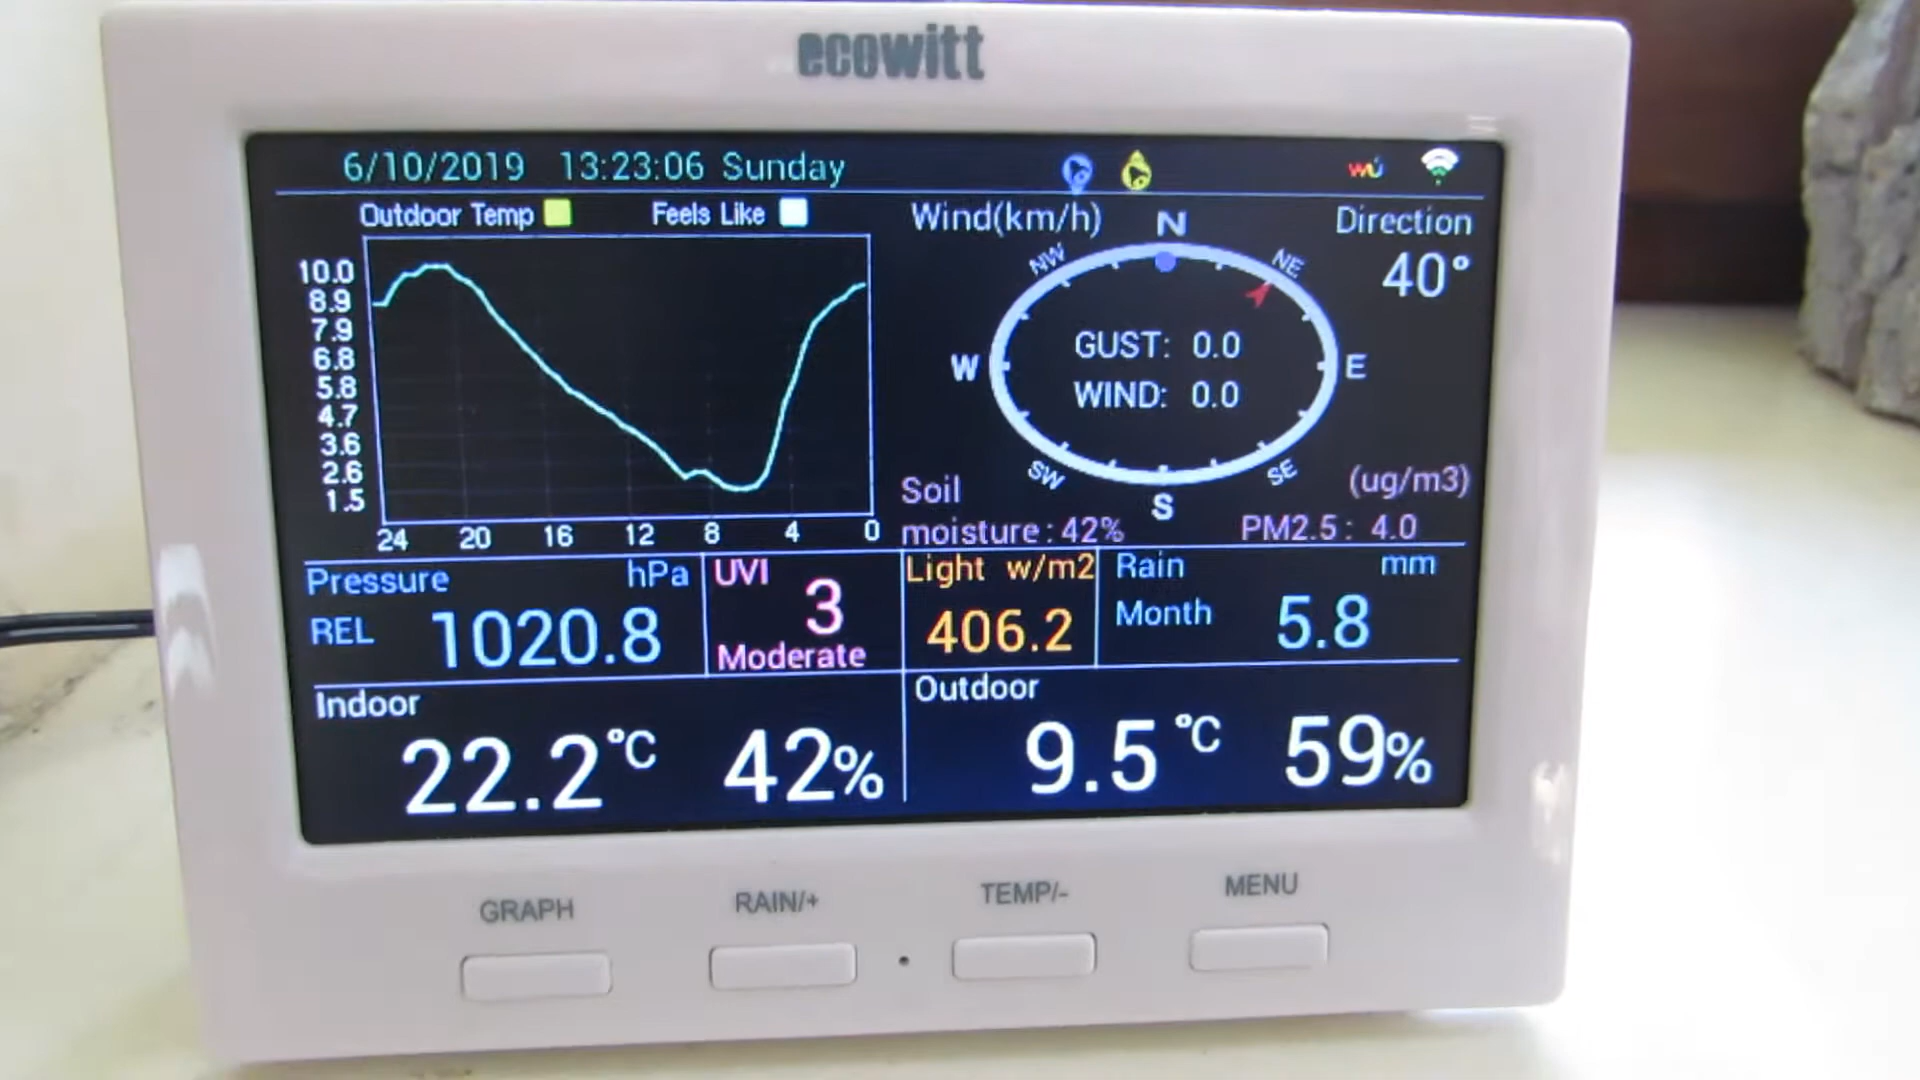 ecowitt
6/10/2019 13:23:06 Sunday
wu
Outdoor Temp Feels Like
10.0
8.9
7.9
6.8
5.8
4.7
3.6
2.6
1.5
24 20 16 12 8 4 0
Wind(km/h)
N
NE
E
SE
S
SW
W
NW
GUST: 0.0
WIND: 0.0
Direction
40°
Soil
moisture: 42%
(ug/m3)
PM2.5: 4.0
Pressure hPa
REL 1020.8
UVI
3
Moderate
Light w/m2
406.2
Rain mm
Month 5.8
Indoor
22.2°C 42%
Outdoor
9.5°C 59%
GRAPH RAIN/+ TEMP/- MENU